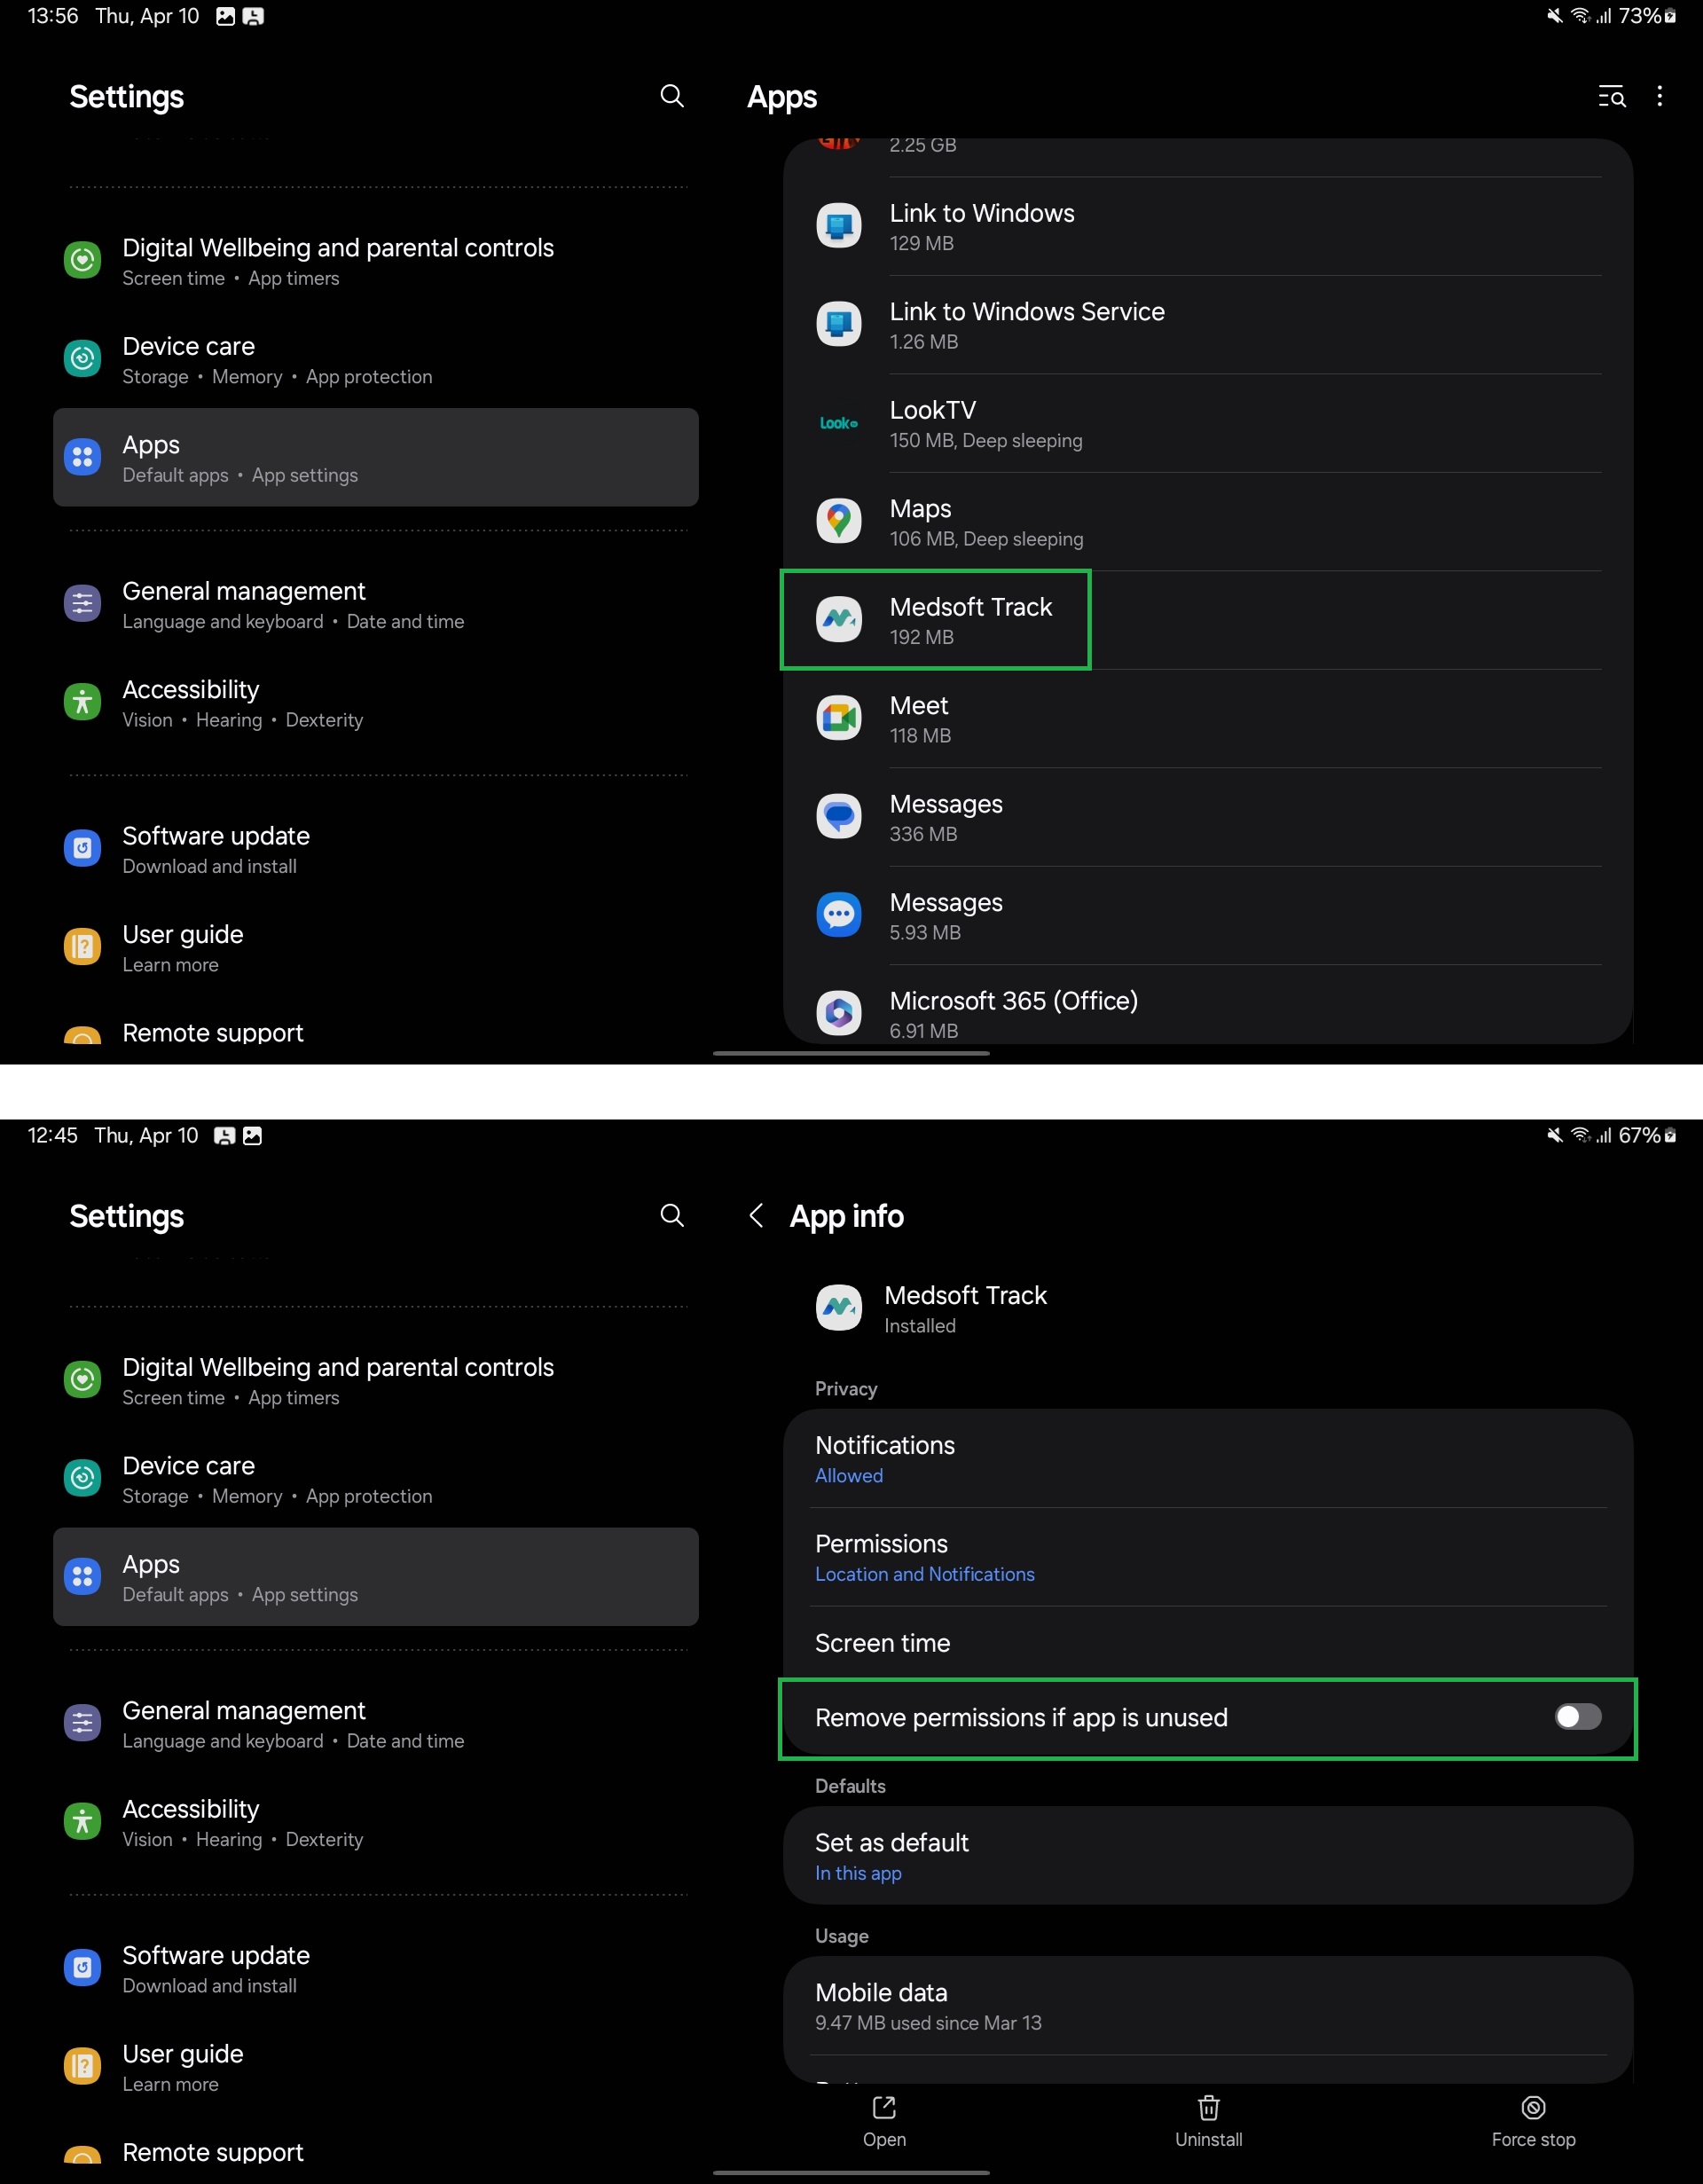 13:56 Thu, Apr 10
73%
Settings
Digital Wellbeing and parental controls
Screen time • App timers
Device care
Storage • Memory • App protection
Apps
Default apps • App settings
General management
Language and keyboard • Date and time
Accessibility
Vision • Hearing • Dexterity
Software update
Download and install
User guide
Learn more
Remote support
Apps
2.25 GB
Link to Windows
129 MB
Link to Windows Service
1.26 MB
Look
LookTV
150 MB, Deep sleeping
Maps
106 MB, Deep sleeping
Medsoft Track
192 MB
Meet
118 MB
Messages
336 MB
Messages
5.93 MB
Microsoft 365 (Office)
6.91 MB
12:45 Thu, Apr 10
67%
Settings
Digital Wellbeing and parental controls
Screen time • App timers
Device care
Storage • Memory • App protection
Apps
Default apps • App settings
General management
Language and keyboard • Date and time
Accessibility
Vision • Hearing • Dexterity
Software update
Download and install
User guide
Learn more
Remote support
App info
Medsoft Track
Installed
Privacy
Notifications
Allowed
Permissions
Location and Notifications
Screen time
Remove permissions if app is unused
Defaults
Set as default
In this app
Usage
Mobile data
9.47 MB used since Mar 13
Open
Uninstall
Force stop